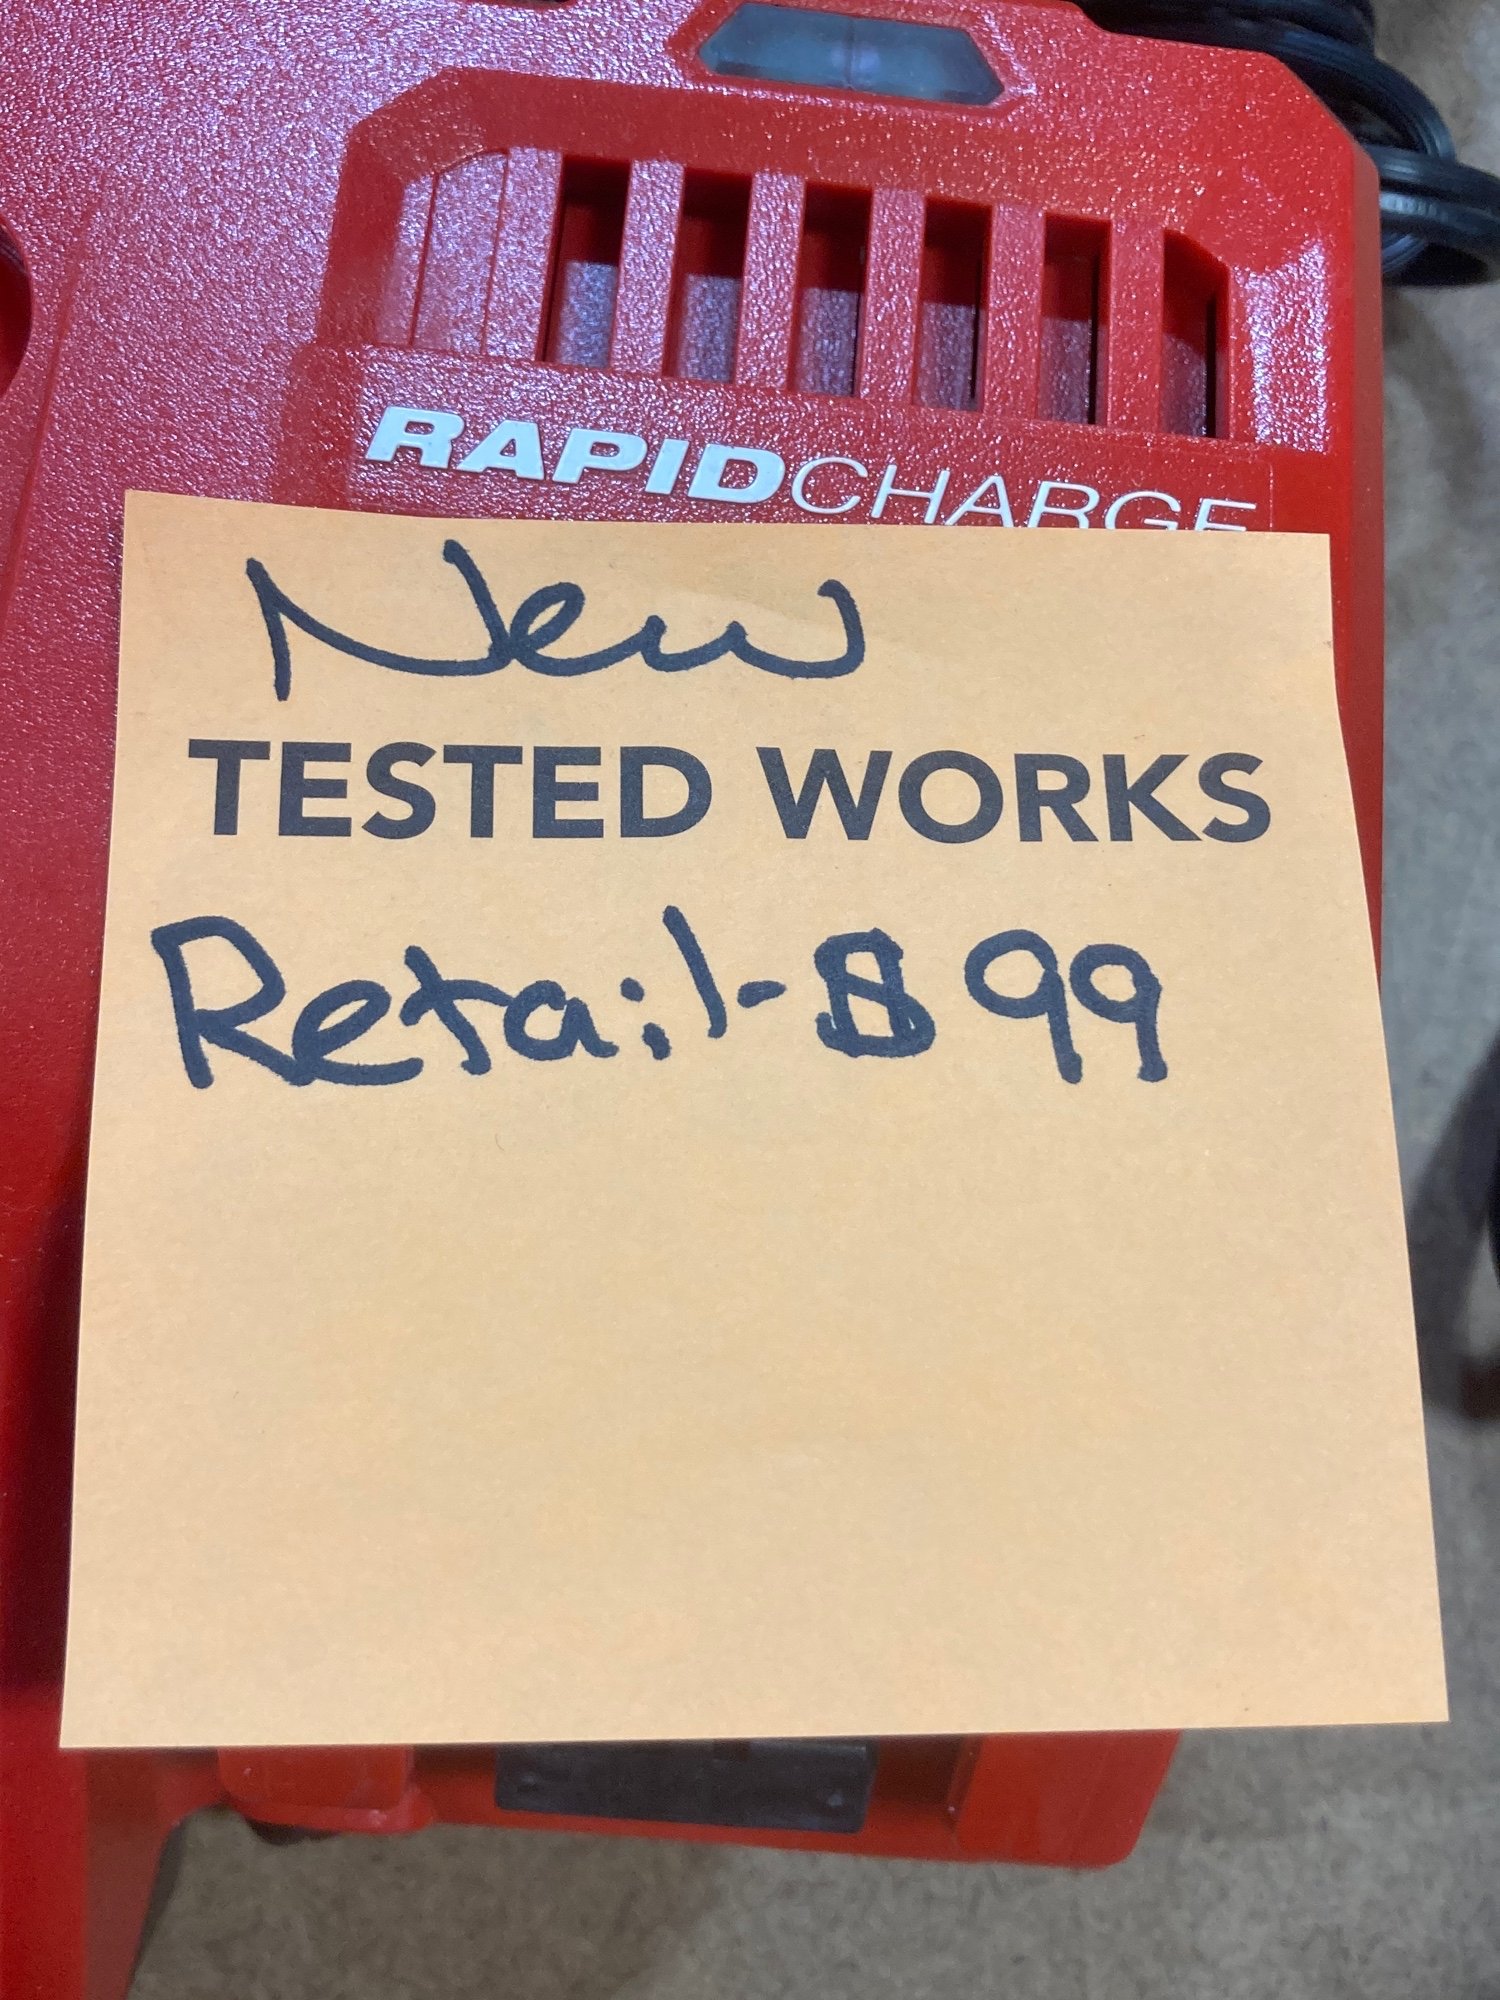 RAPIDCHARGE
New
TESTED WORKS
Retail-$99